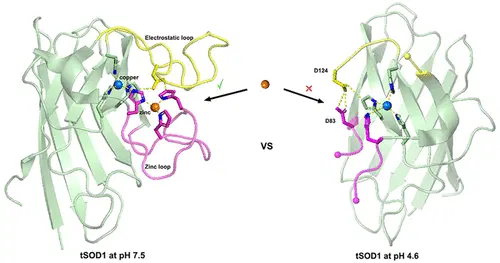 Electrostatic loop
copper
zinc
Zinc loop
✓
✕
VS
D124
D83
tSOD1 at pH 7.5
tSOD1 at pH 4.6